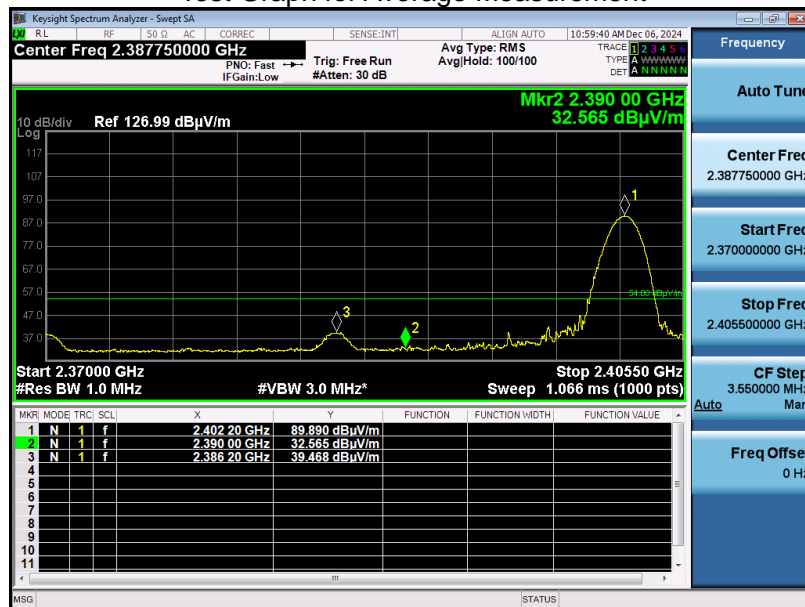 Keysight Spectrum Analyzer - Swept SA
LXI RL RF 50 Ω AC CORREC SENSE:INT ALIGN AUTO 10:59:40 AM Dec 06, 2024
Center Freq 2.387750000 GHz Avg Type: RMS TRACE 1 2 3 4 5 6
PNO: Fast Trig: Free Run Avg|Hold: 100/100 TYPE A WWWWW
IFGain:Low #Atten: 30 dB DET A N N N N N
Mkr2 2.390 00 GHz
10 dB/div Ref 126.99 dBµV/m 32.565 dBµV/m
Log
117
107
97.0
87.0
77.0
67.0
57.0
47.0
37.0
1
2
3
Start 2.37000 GHz Stop 2.40550 GHz
#Res BW 1.0 MHz #VBW 3.0 MHz* Sweep 1.066 ms (1000 pts)
MKR MODE TRC SCL X Y FUNCTION FUNCTION WIDTH FUNCTION VALUE
1 N 1 f 2.402 20 GHz 89.890 dBµV/m
2 N 1 f 2.390 00 GHz 32.565 dBµV/m
3 N 1 f 2.386 20 GHz 39.468 dBµV/m
4
5
6
7
8
9
10
11
MSG STATUS
Frequency
Auto Tune
Center Freq
2.387750000 GHz
Start Freq
2.370000000 GHz
Stop Freq
2.405500000 GHz
CF Step
3.550000 MHz
Auto Man
Freq Offset
0 Hz